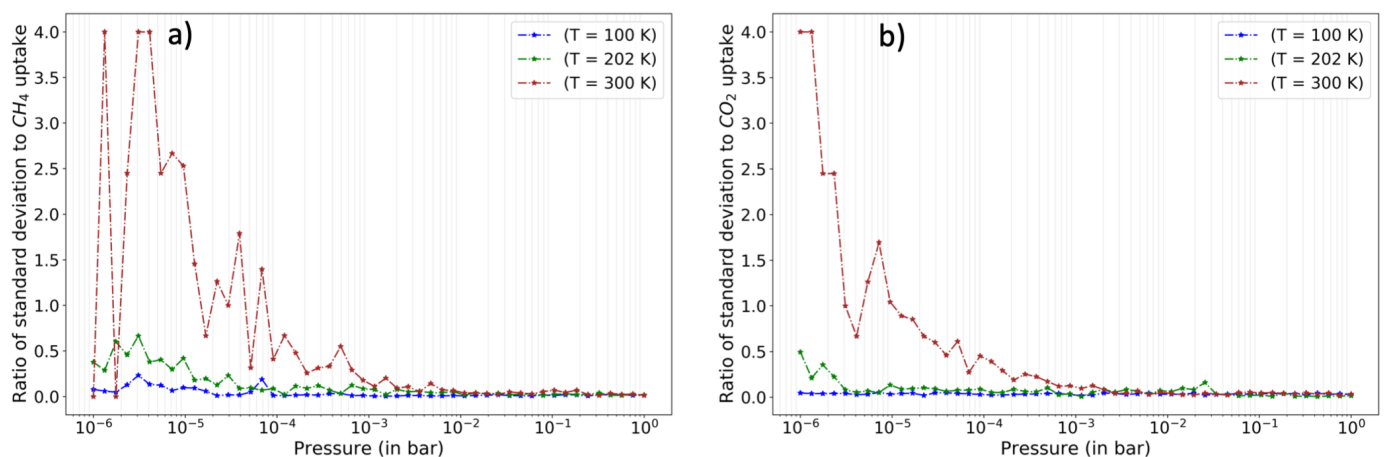 a)
Ratio of standard deviation to CH₄ uptake
4.0
3.5
3.0
2.5
2.0
1.5
1.0
0.5
0.0
(T = 100 K)
(T = 202 K)
(T = 300 K)
10⁻⁶ 10⁻⁵ 10⁻⁴ 10⁻³ 10⁻² 10⁻¹ 10⁰
Pressure (in bar)
b)
Ratio of standard deviation to CO₂ uptake
4.0
3.5
3.0
2.5
2.0
1.5
1.0
0.5
0.0
(T = 100 K)
(T = 202 K)
(T = 300 K)
10⁻⁶ 10⁻⁵ 10⁻⁴ 10⁻³ 10⁻² 10⁻¹ 10⁰
Pressure (in bar)